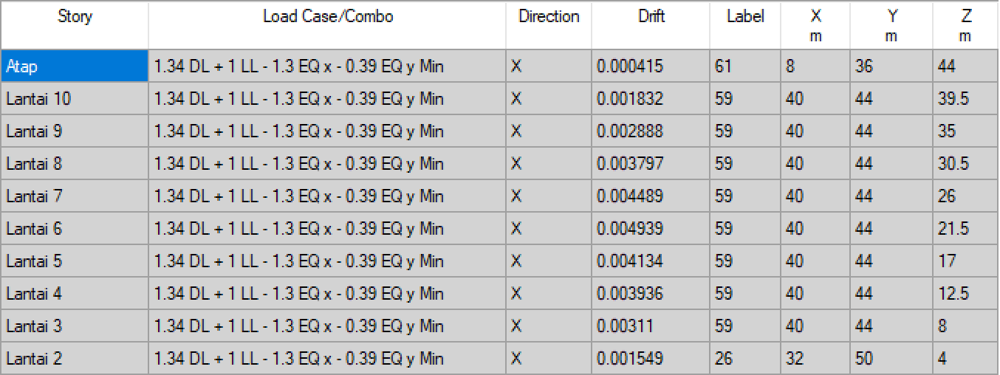 Story Load Case/Combo Direction Drift Label X m Y m Z m
Atap 1.34 DL + 1 LL - 1.3 EQ x - 0.39 EQ y Min X 0.000415 61 8 36 44
Lantai 10 1.34 DL + 1 LL - 1.3 EQ x - 0.39 EQ y Min X 0.001832 59 40 44 39.5
Lantai 9 1.34 DL + 1 LL - 1.3 EQ x - 0.39 EQ y Min X 0.002888 59 40 44 35
Lantai 8 1.34 DL + 1 LL - 1.3 EQ x - 0.39 EQ y Min X 0.003797 59 40 44 30.5
Lantai 7 1.34 DL + 1 LL - 1.3 EQ x - 0.39 EQ y Min X 0.004489 59 40 44 26
Lantai 6 1.34 DL + 1 LL - 1.3 EQ x - 0.39 EQ y Min X 0.004939 59 40 44 21.5
Lantai 5 1.34 DL + 1 LL - 1.3 EQ x - 0.39 EQ y Min X 0.004134 59 40 44 17
Lantai 4 1.34 DL + 1 LL - 1.3 EQ x - 0.39 EQ y Min X 0.003936 59 40 44 12.5
Lantai 3 1.34 DL + 1 LL - 1.3 EQ x - 0.39 EQ y Min X 0.00311 59 40 44 8
Lantai 2 1.34 DL + 1 LL - 1.3 EQ x - 0.39 EQ y Min X 0.001549 26 32 50 4